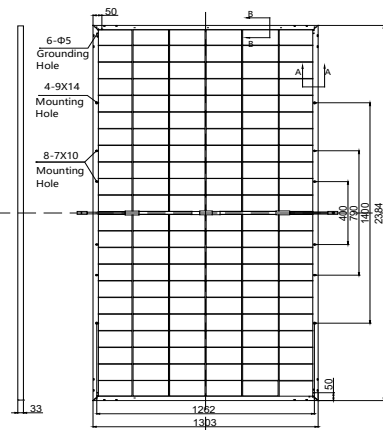 50
B
6-Φ5
Grounding
Hole
B
A
A
4-9X14
Mounting
Hole
8-7X10
Mounting
Hole
400
790
1400
2384
50
33
1262
1303